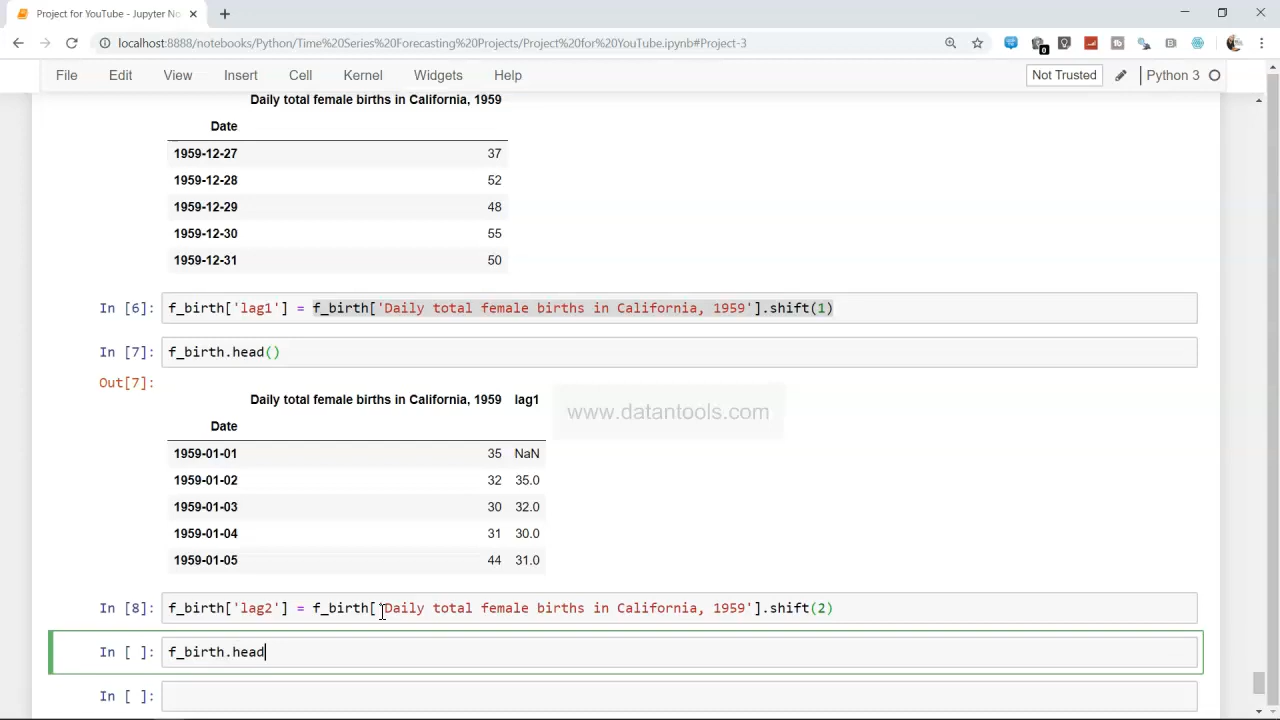 Project for YouTube - Jupyter No
localhost:8888/notebooks/Python/Time%20Series%20Forecasting%20Projects/Project%20for%20YouTube.ipynb#Project-3
File Edit View Insert Cell Kernel Widgets Help Not Trusted Python 3
Daily total female births in California, 1959
Date
1959-12-27 37
1959-12-28 52
1959-12-29 48
1959-12-30 55
1959-12-31 50
In [6]: f_birth['lag1'] = f_birth['Daily total female births in California, 1959'].shift(1)
In [7]: f_birth.head()
Out[7]:
Daily total female births in California, 1959 lag1
Date
1959-01-01 35 NaN
1959-01-02 32 35.0
1959-01-03 30 32.0
1959-01-04 31 30.0
1959-01-05 44 31.0
www.datantools.com
In [8]: f_birth['lag2'] = f_birth['Daily total female births in California, 1959'].shift(2)
In [ ]: f_birth.head
In [ ]: